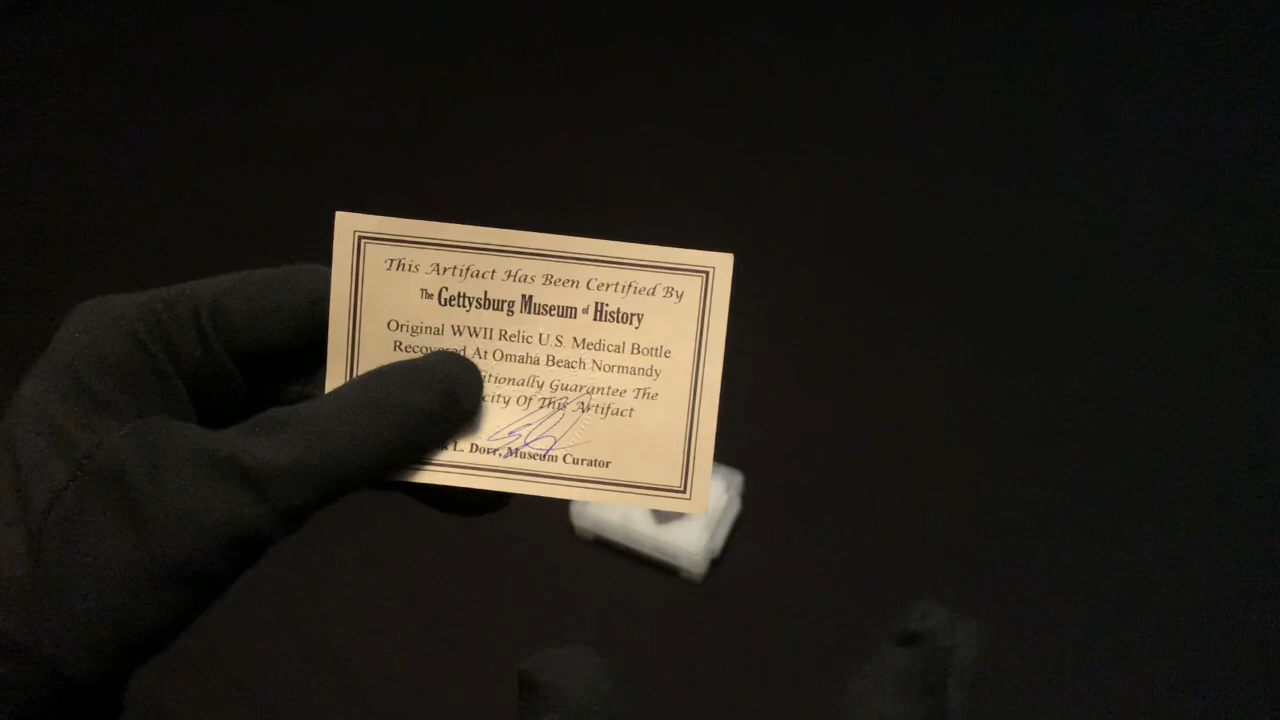 This Artifact Has Been Certified By
The Gettysburg Museum of History
Original WWII Relic U.S. Medical Bottle
Recovered At Omaha Beach Normandy
Guarantee The
Of This Artifact
L. Dorr, Museum Curator